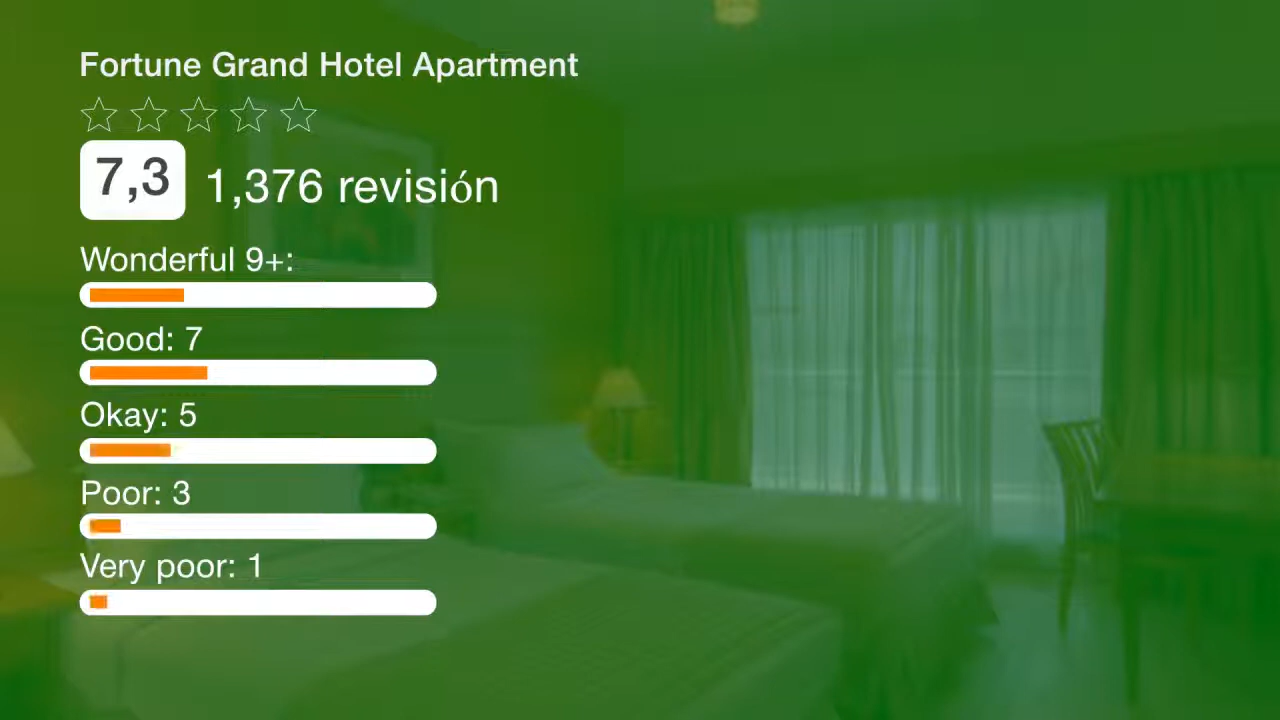 Fortune Grand Hotel Apartment
7,3
1,376 revisión
Wonderful 9+:
Good: 7
Okay: 5
Poor: 3
Very poor: 1